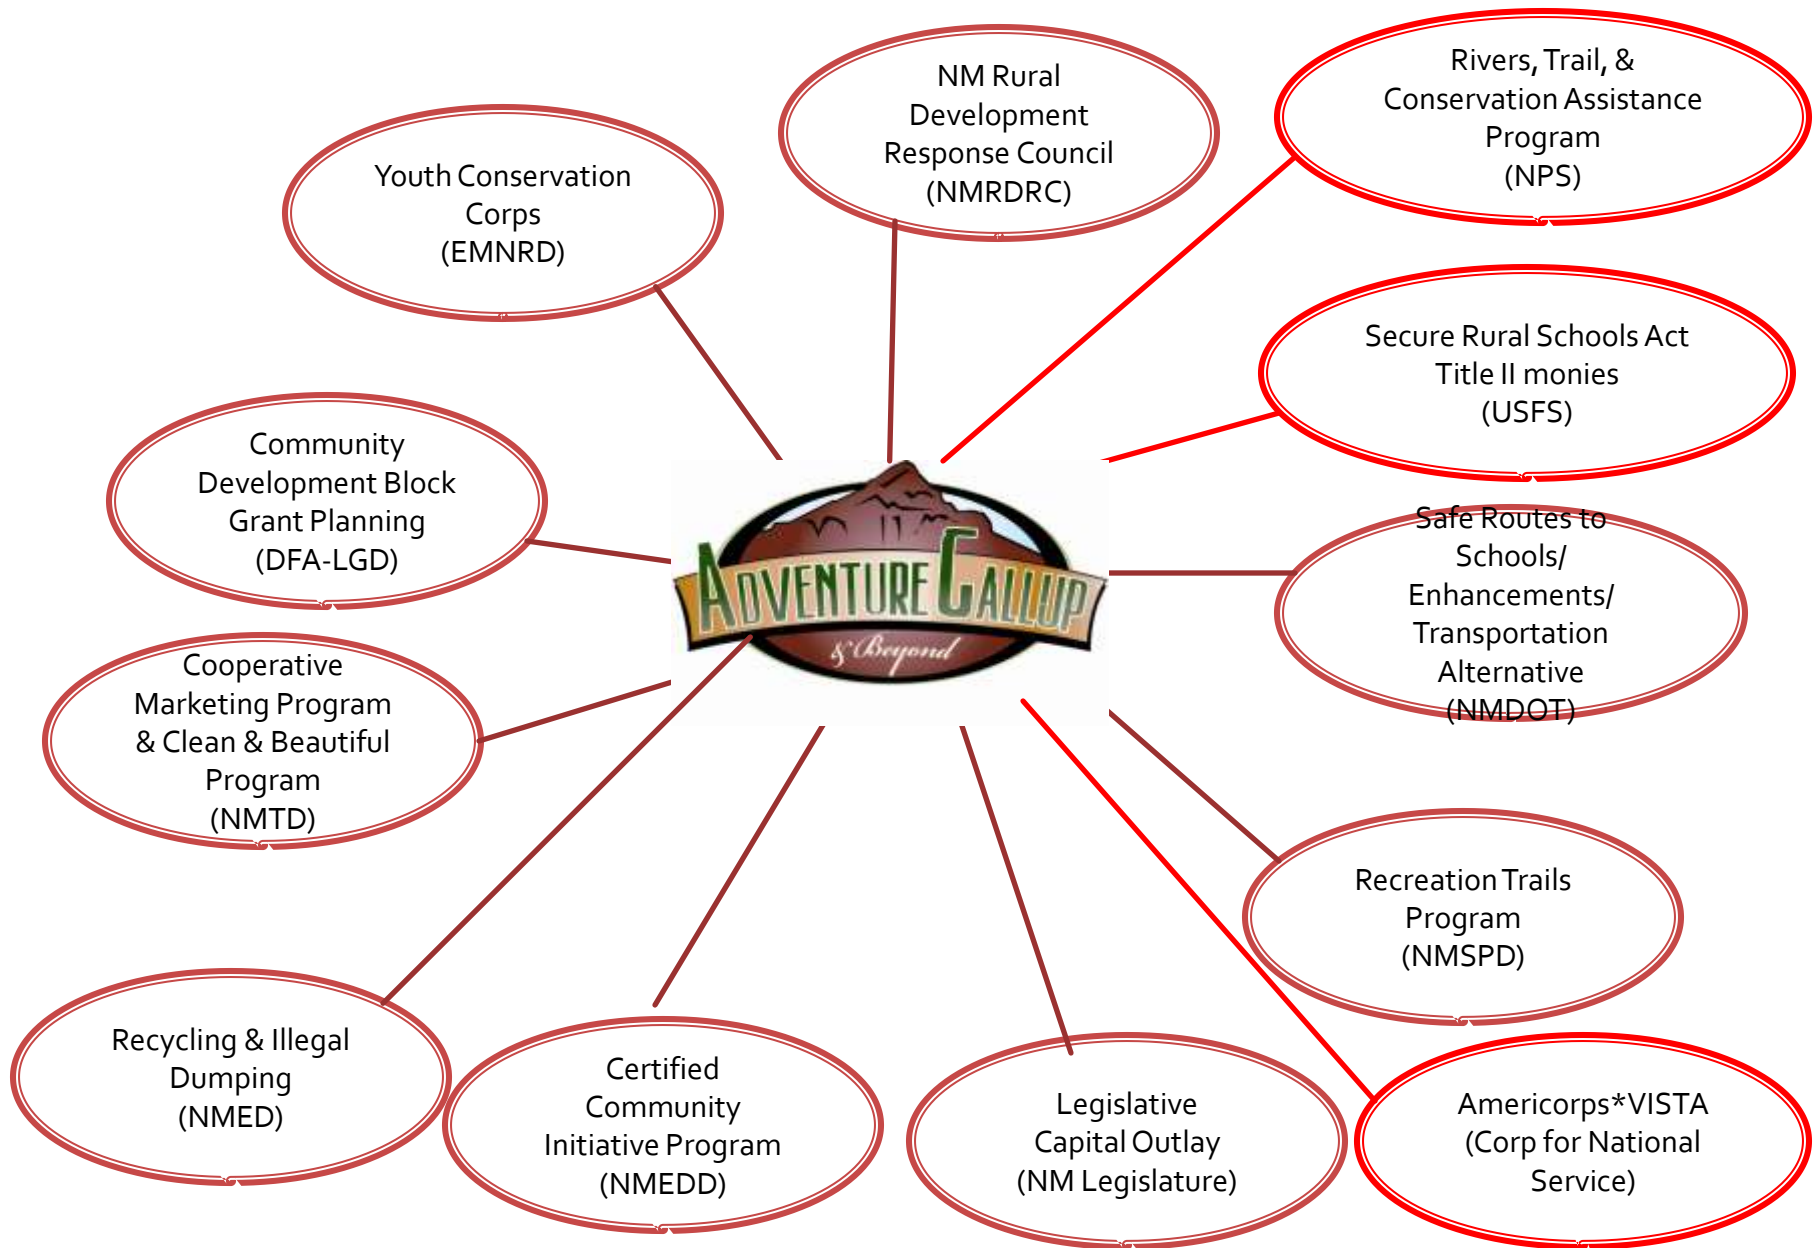 NM Rural
Development
Response Council
(NMRDRC)
Rivers, Trail, &
Conservation Assistance
Program
(NPS)
Youth Conservation
Corps
(EMNRD)
Secure Rural Schools Act
Title II monies
(USFS)
Community
Development Block
Grant Planning
(DFA-LGD)
ADVENTURE GALLUP
& Beyond
Safe Routes to
Schools/
Enhancements/
Transportation
Alternative
(NMDOT)
Cooperative
Marketing Program
& Clean & Beautiful
Program
(NMTD)
Recreation Trails
Program
(NMSPD)
Recycling & Illegal
Dumping
(NMED)
Certified
Community
Initiative Program
(NMEDD)
Legislative
Capital Outlay
(NM Legislature)
Americorps*VISTA
(Corp for National
Service)